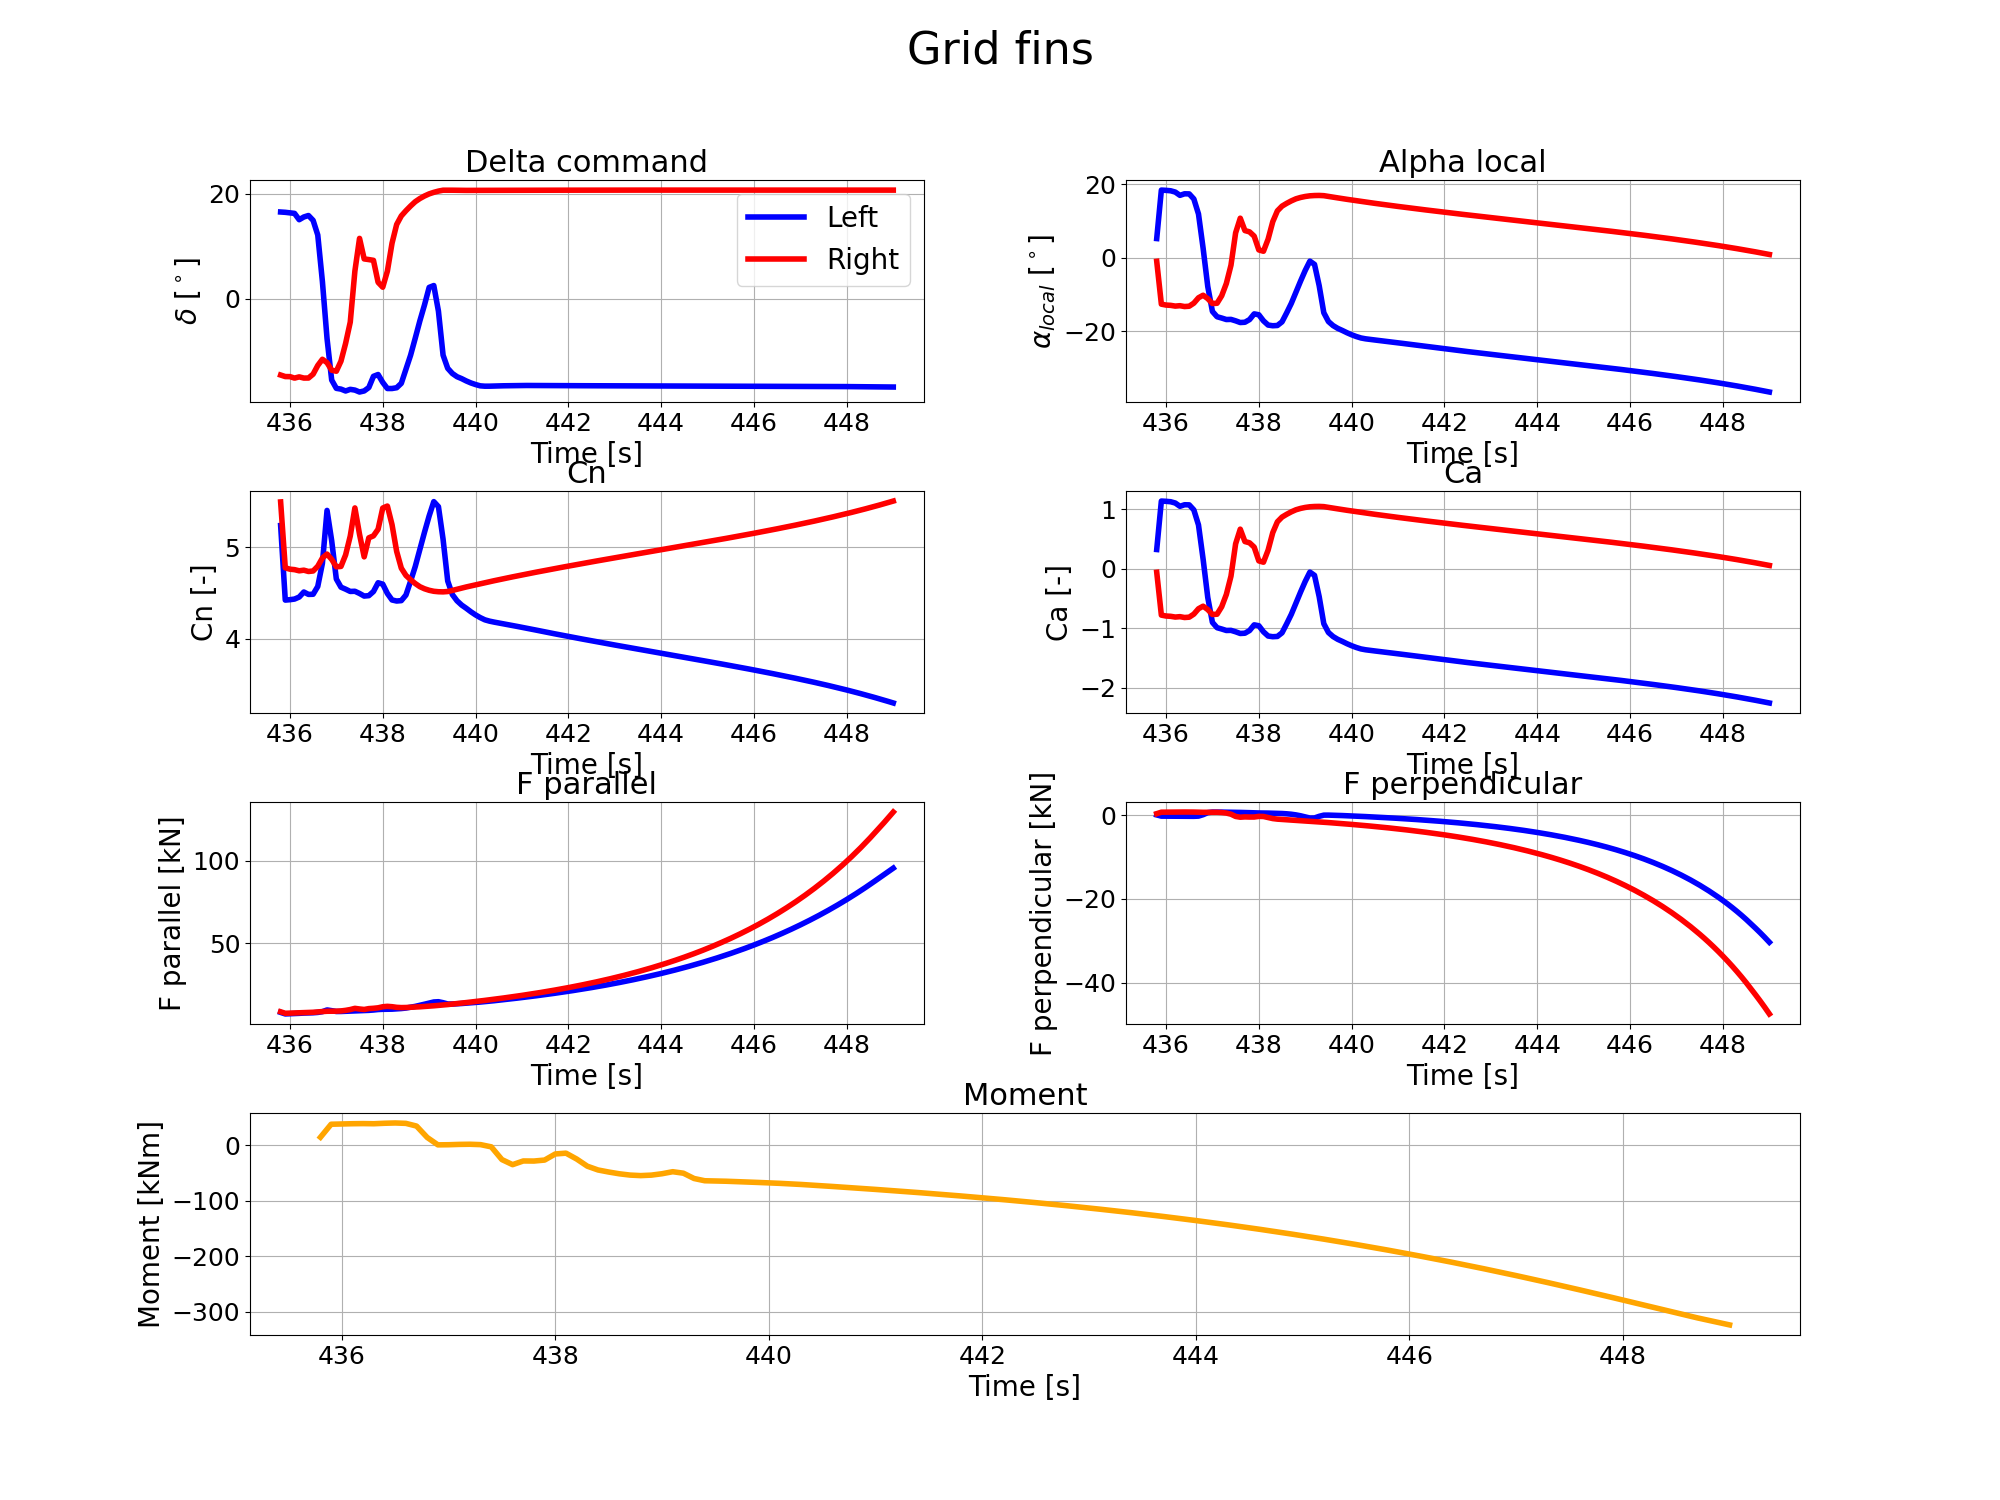 Grid fins
Delta command
δ [°]
20
0
436 438 440 442 444 446 448
Time [s]
Left
Right
Alpha local
α_local [°]
20
0
−20
436 438 440 442 444 446 448
Time [s]
Cn
Cn [-]
5
4
436 438 440 442 444 446 448
Time [s]
Ca
Ca [-]
1
0
−1
−2
436 438 440 442 444 446 448
Time [s]
F parallel
F parallel [kN]
100
50
436 438 440 442 444 446 448
Time [s]
F perpendicular
F perpendicular [kN]
0
−20
−40
436 438 440 442 444 446 448
Time [s]
Moment
Moment [kNm]
0
−100
−200
−300
436 438 440 442 444 446 448
Time [s]